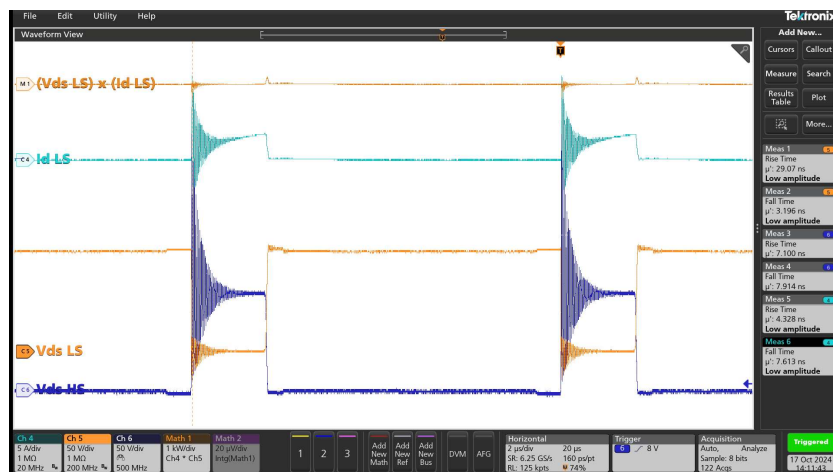 File Edit Utility Help
Tektronix
Waveform View
Add New...
T
Cursors Callout
M 1 (Vds LS) x (Id LS)
Measure Search
Results Table Plot
More...
C4 Id LS
Meas 1 5
Rise Time
μ': 29.07 ns
Low amplitude
Meas 2 5
Fall Time
μ': 3.196 ns
Low amplitude
Meas 3 6
Rise Time
μ': 7.100 ns
Meas 4 6
Fall Time
μ': 7.914 ns
Meas 5 4
Rise Time
μ': 4.328 ns
Low amplitude
Meas 6 4
Fall Time
μ': 7.613 ns
Low amplitude
C5 Vds LS
C6 Vds HS
Ch 4
5 A/div
1 MΩ
20 MHz
Ch 5
50 V/div
1 MΩ
200 MHz
Ch 6
50 V/div
500 MHz
Math 1
1 kW/div
Ch4 * Ch5
Math 2
20 μV/div
Intg(Math1)
1 2 3
Add New Math
Add New Ref
Add New Bus
DVM AFG
Horizontal
2 μs/div 20 μs
SR: 6.25 GS/s 160 ps/pt
RL: 125 kpts 74%
Trigger
6 8 V
Acquisition
Auto, Analyze
Sample: 8 bits
122 Acqs
Triggered
17 Oct 2024